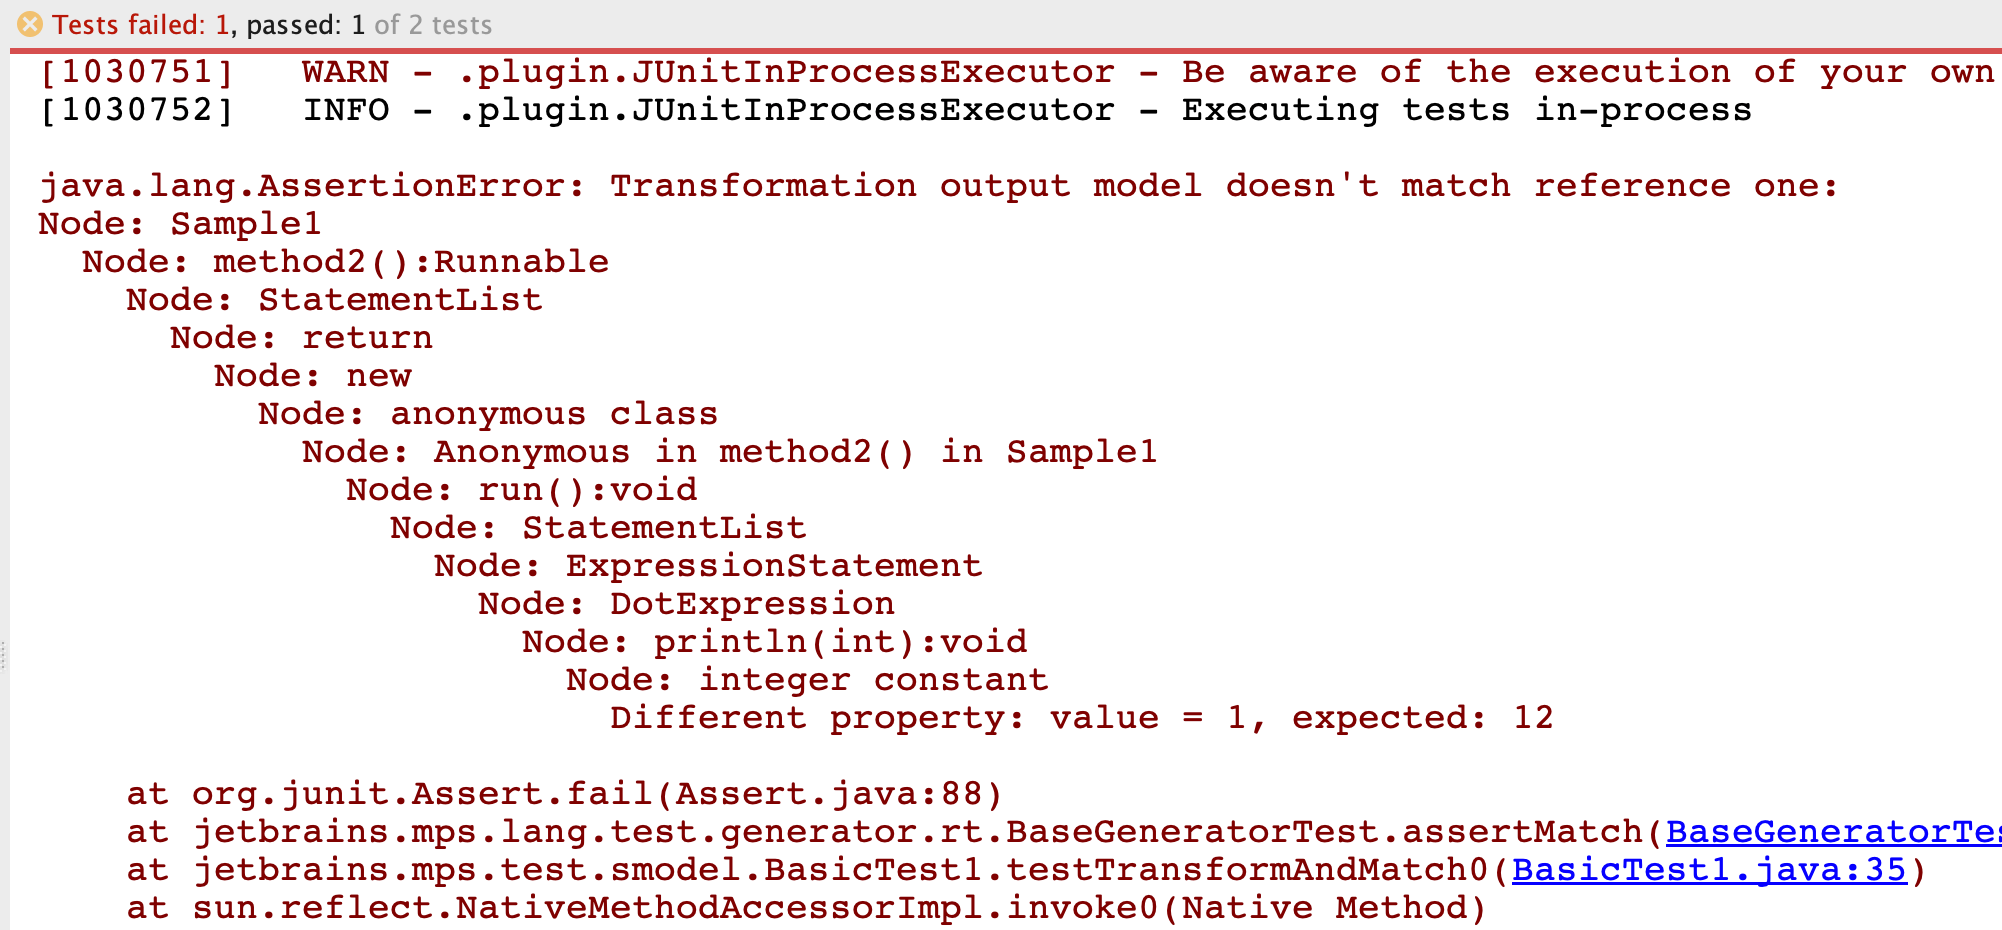 Tests failed: 1, passed: 1 of 2 tests
[1030751]   WARN - .plugin.JUnitInProcessExecutor - Be aware of the execution of your own
[1030752]   INFO - .plugin.JUnitInProcessExecutor - Executing tests in-process
java.lang.AssertionError: Transformation output model doesn't match reference one:
Node: Sample1
  Node: method2():Runnable
    Node: StatementList
      Node: return
        Node: new
          Node: anonymous class
            Node: Anonymous in method2() in Sample1
              Node: run():void
                Node: StatementList
                  Node: ExpressionStatement
                    Node: DotExpression
                      Node: println(int):void
                        Node: integer constant
                          Different property: value = 1, expected: 12
    at org.junit.Assert.fail(Assert.java:88)
    at jetbrains.mps.lang.test.generator.rt.BaseGeneratorTest.assertMatch(
    at jetbrains.mps.test.smodel.BasicTest1.testTransformAndMatch0(BasicTest1.java:35)
    at sun.reflect.NativeMethodAccessorImpl.invoke0(Native Method)